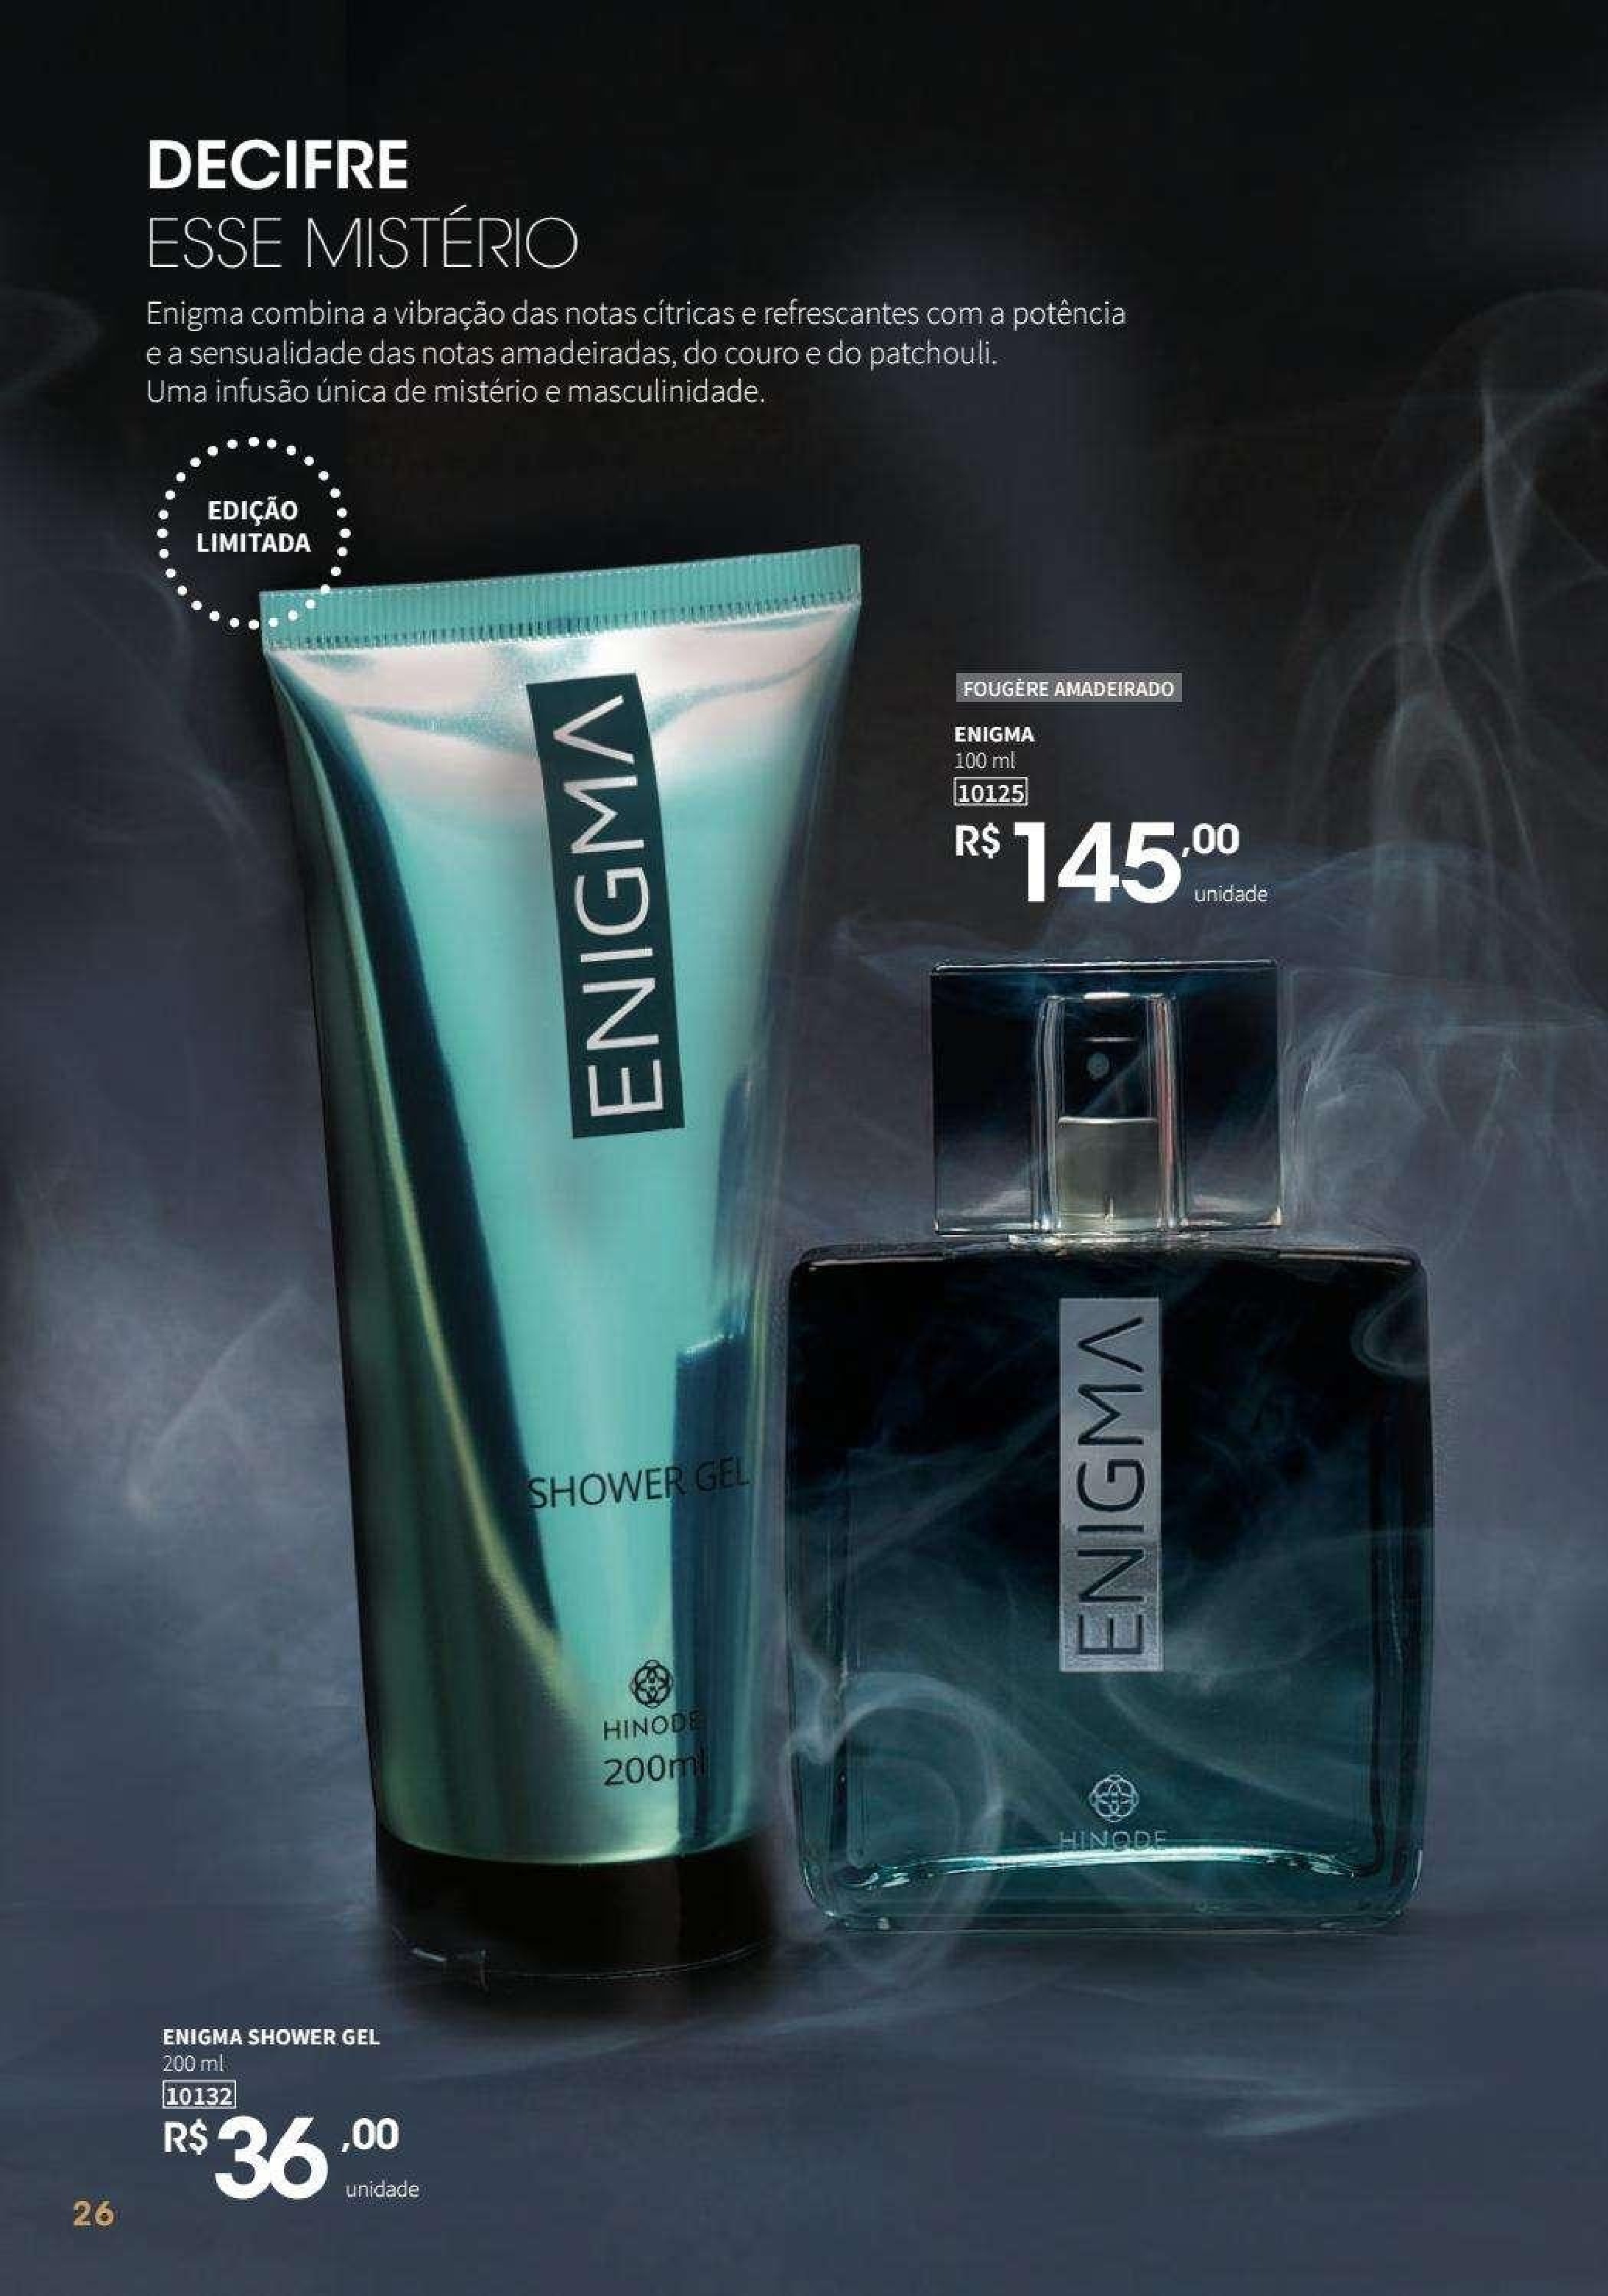 DECIFRE
ESSE MISTÉRIO
Enigma combina a vibração das notas cítricas e refrescantes com a potência
e a sensualidade das notas amadeiradas, do couro e do patchouli.
Uma infusão única de mistério e masculinidade.
EDIÇÃO
LIMITADA
ENIGMA
SHOWER GEL
HINODE
200ml
FOUGÈRE AMADEIRADO
ENIGMA
100 ml
10125
R$ 145,00
unidade
ENIGMA
HINODE
ENIGMA SHOWER GEL
200 ml
10132
R$ 36,00
unidade
26